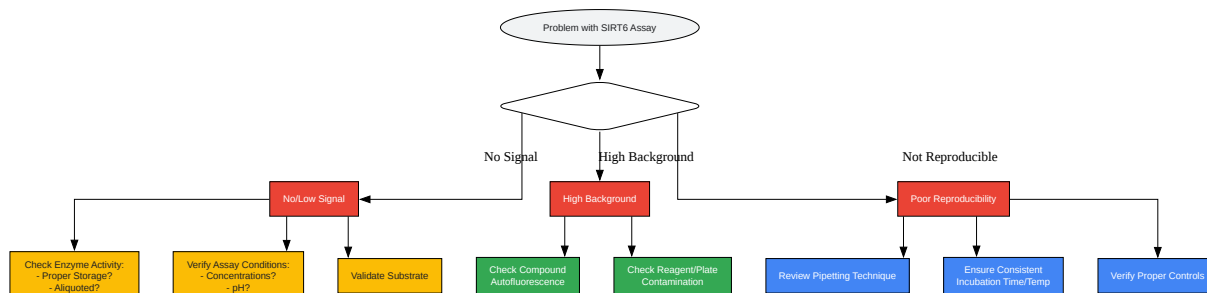 Problem with SIRT6 Assay
No Signal
High Background
Not Reproducible
No/Low Signal
High Background
Poor Reproducibility
Check Enzyme Activity:
- Proper Storage?
- Aliquoted?
Verify Assay Conditions:
- Concentrations?
- pH?
Validate Substrate
Check Compound
Autofluorescence
Check Reagent/Plate
Contamination
Review Pipetting Technique
Ensure Consistent
Incubation Time/Temp
Verify Proper Controls